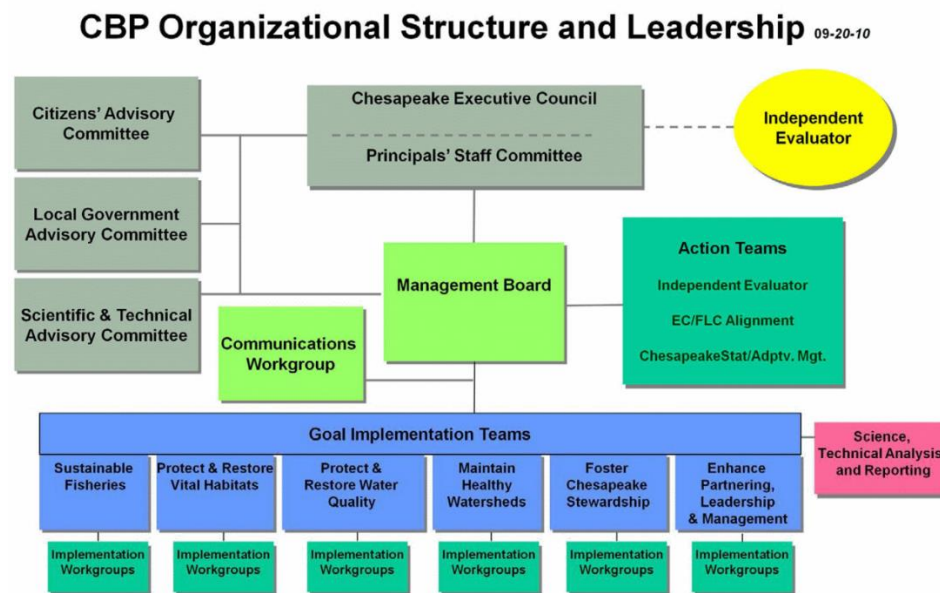 CBP Organizational Structure and Leadership 09-20-10
Citizens' Advisory
Committee
Chesapeake Executive Council
Principals' Staff Committee
Independent
Evaluator
Local Government
Advisory Committee
Scientific & Technical
Advisory Committee
Management Board
Action Teams
Independent Evaluator
EC/FLC Alignment
ChesapeakeStat/Adptv. Mgt.
Communications
Workgroup
Goal Implementation Teams
Science,
Technical Analysis
and Reporting
Sustainable
Fisheries
Protect & Restore
Vital Habitats
Protect &
Restore Water
Quality
Maintain
Healthy
Watersheds
Foster
Chesapeake
Stewardship
Enhance
Partnering,
Leadership
& Management
Implementation
Workgroups
Implementation
Workgroups
Implementation
Workgroups
Implementation
Workgroups
Implementation
Workgroups
Implementation
Workgroups